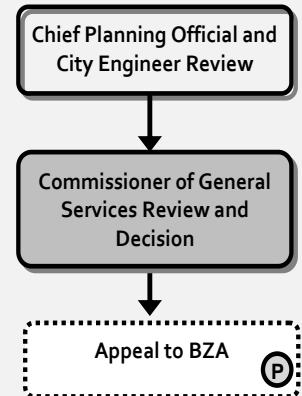 Chief Planning Official and
City Engineer Review
Commissioner of General
Services Review and
Decision
Appeal to BZA
P